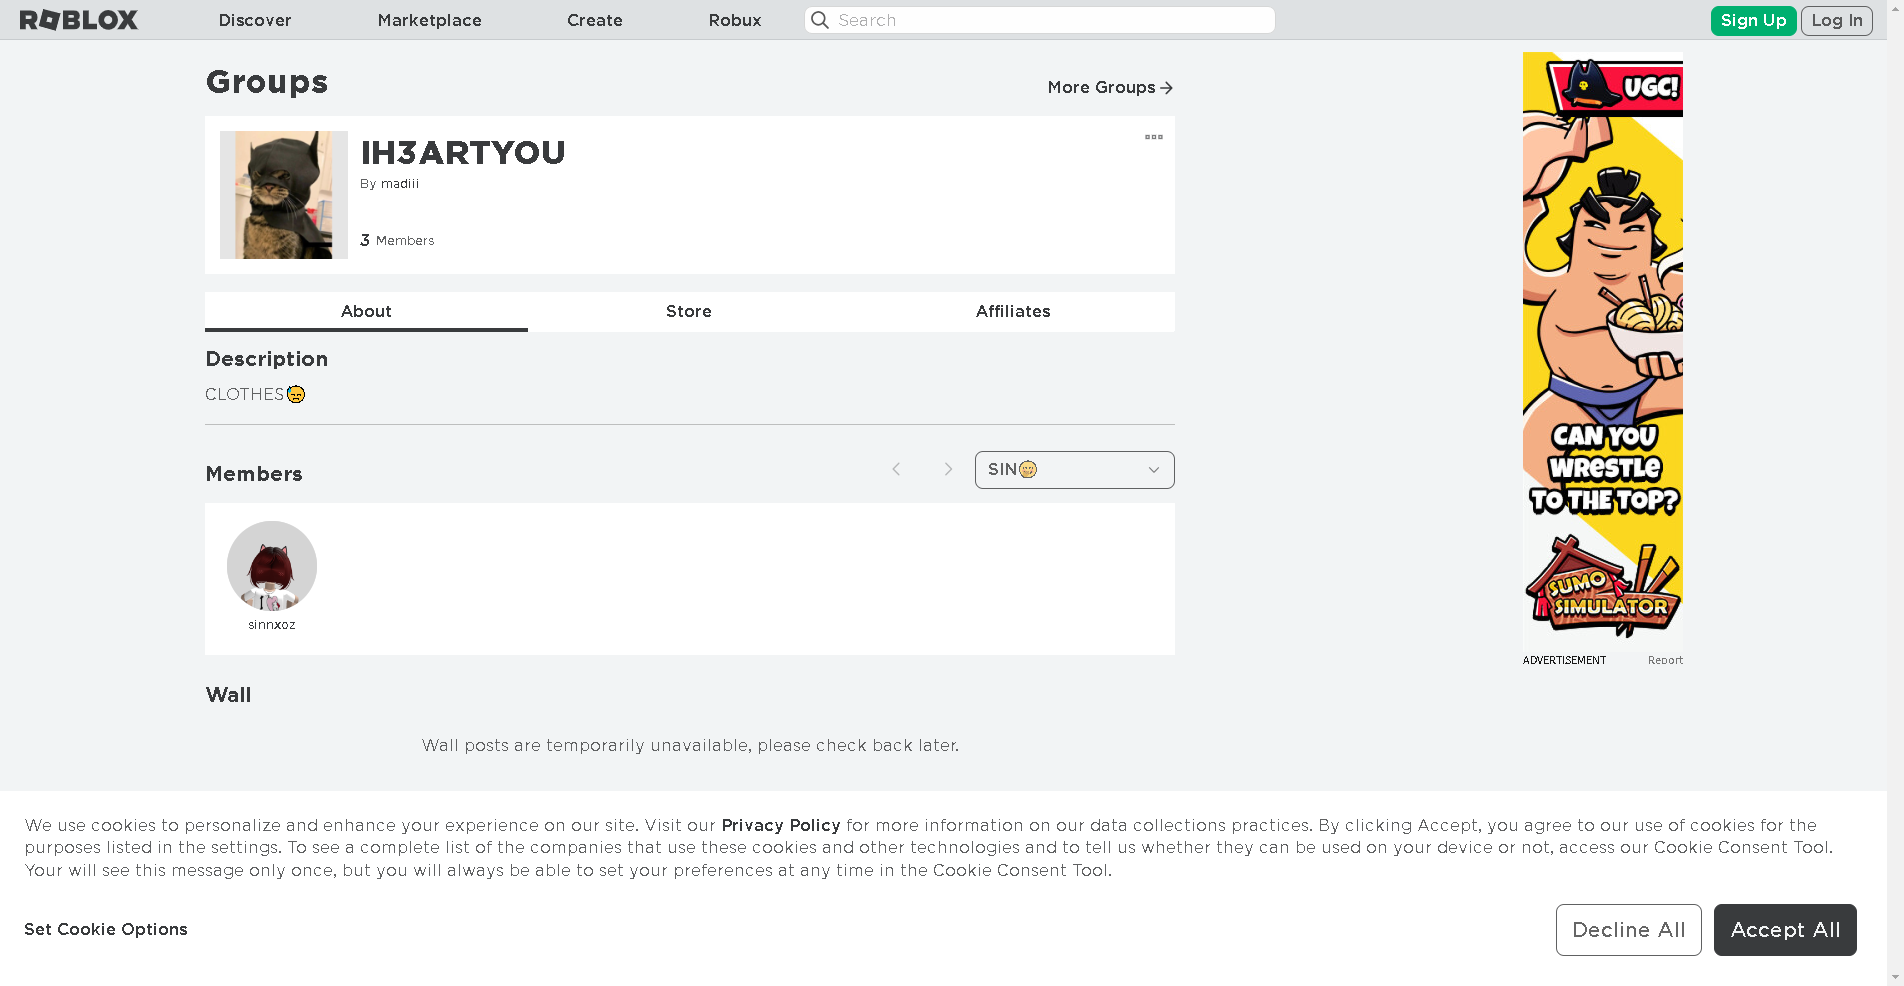 ROBLOX Discover Marketplace Create Robux Search Sign Up Log In
Groups
More Groups
IH3ARTYOU
By madiii
3 Members
About Store Affiliates
Description
CLOTHES😓
Members
SIN
sinnxoz
Wall
Wall posts are temporarily unavailable, please check back later.
UGC!
CAN YOU
WRESTLE
TO THE TOP?
SUMO
SIMULATOR
ADVERTISEMENT Report
We use cookies to personalize and enhance your experience on our site. Visit our Privacy Policy for more information on our data collections practices. By clicking Accept, you agree to our use of cookies for the
purposes listed in the settings. To see a complete list of the companies that use these cookies and other technologies and to tell us whether they can be used on your device or not, access our Cookie Consent Tool.
Your will see this message only once, but you will always be able to set your preferences at any time in the Cookie Consent Tool.
Set Cookie Options
Decline All Accept All